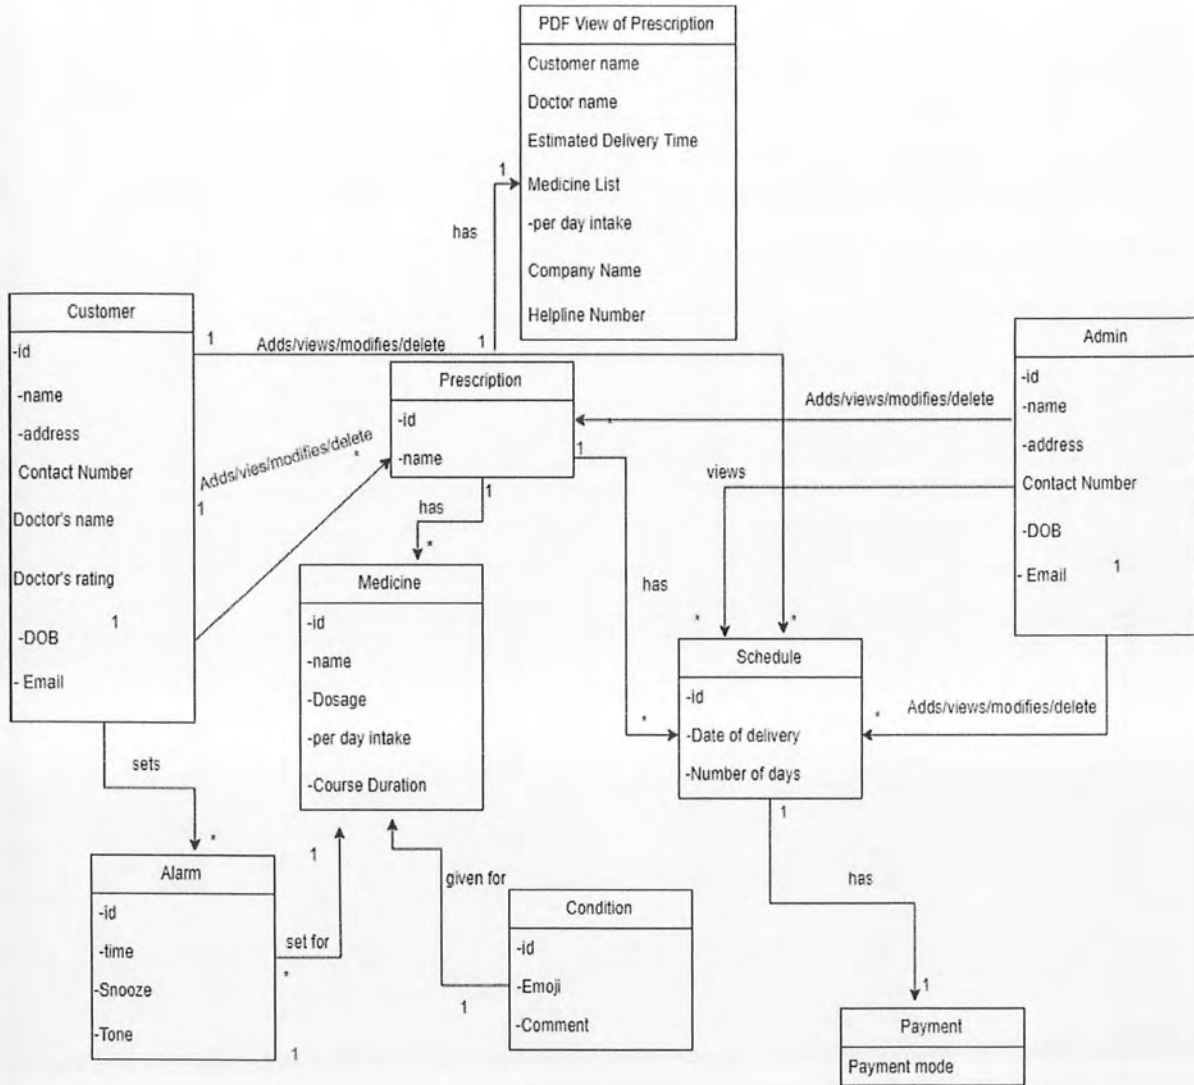 PDF View of Prescription
Customer name
Doctor name
Estimated Delivery Time
Medicine List
-per day intake
Company Name
Helpline Number
1
has
1
Customer
-id
-name
-address
Contact Number
Doctor's name
Doctor's rating
-DOB
1
- Email
1
Adds/views/modifies/delete
*
Adds/vies/modifies/delete
*
1
Prescription
-id
-name
1
1
has
*
Admin
-id
-name
-address
Contact Number
-DOB
- Email
1
Adds/views/modifies/delete
*
views
*
has
*
Adds/views/modifies/delete
*
Medicine
-id
-name
-Dosage
-per day intake
-Course Duration
Schedule
-id
-Date of delivery
-Number of days
1
sets
*
Alarm
-id
-time
-Snooze
-Tone
1
set for
*
1
given for
1
Condition
-id
-Emoji
-Comment
has
1
Payment
Payment mode